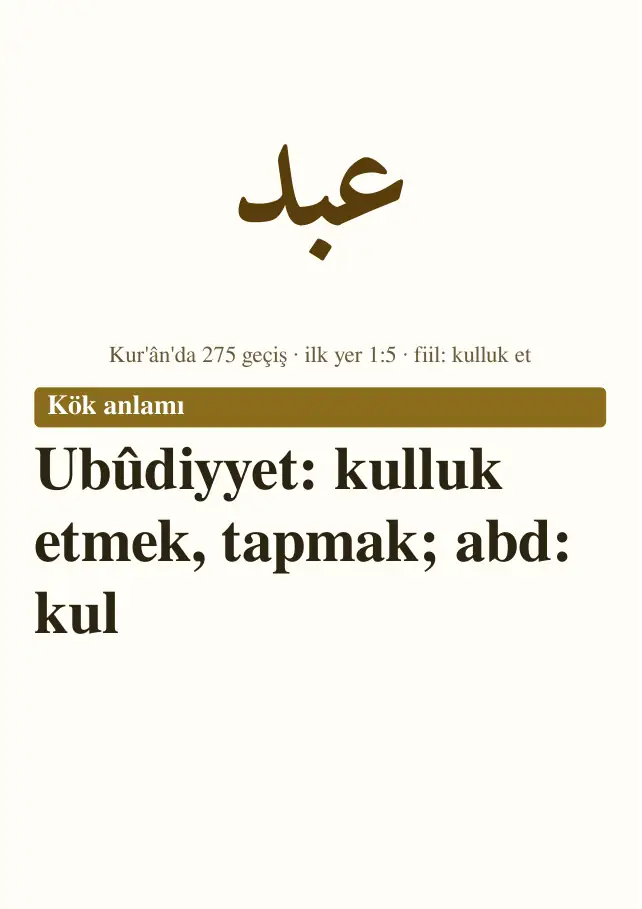 عبد
Kur'ân'da 275 geçiş · ilk yer 1:5 · fiil: kulluk et
Kök anlamı
Ubûdiyyet: kulluk
etmek, tapmak; abd:
kul